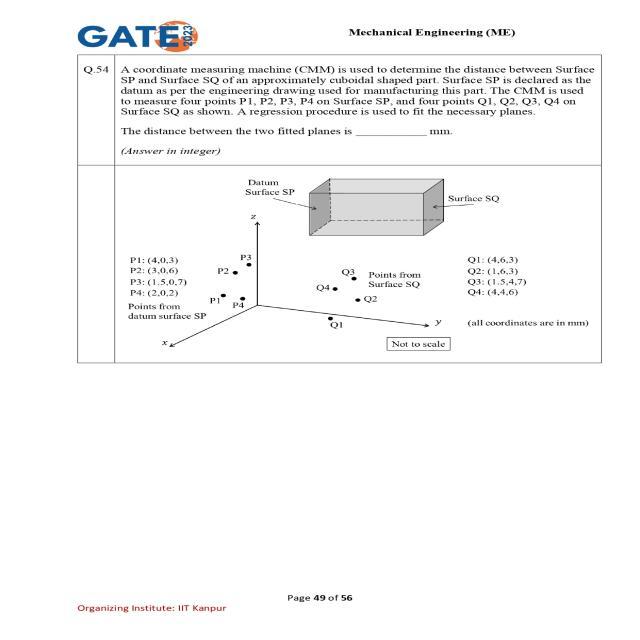 GATE 2023
Mechanical Engineering (ME)
Q.54 A coordinate measuring machine (CMM) is used to determine the distance between Surface
SP and Surface SQ of an approximately cuboidal shaped part. Surface SP is declared as the
datum as per the engineering drawing used for manufacturing this part. The CMM is used
to measure four points P1, P2, P3, P4 on Surface SP, and four points Q1, Q2, Q3, Q4 on
Surface SQ as shown. A regression procedure is used to fit the necessary planes.
The distance between the two fitted planes is ____________ mm.
(Answer in integer)
Datum
Surface SP
Surface SQ
z
P1: (4,0,3)
P2: (3,0,6)
P3: (1.5,0,7)
P4: (2,0,2)
Points from
datum surface SP
P3
P2
P1
P4
Q3
Q4
Q2
Q1
Points from
Surface SQ
Q1: (4,6,3)
Q2: (1,6,3)
Q3: (1.5,4,7)
Q4: (4,4,6)
y
x
(all coordinates are in mm)
Not to scale
Page 49 of 56
Organizing Institute: IIT Kanpur